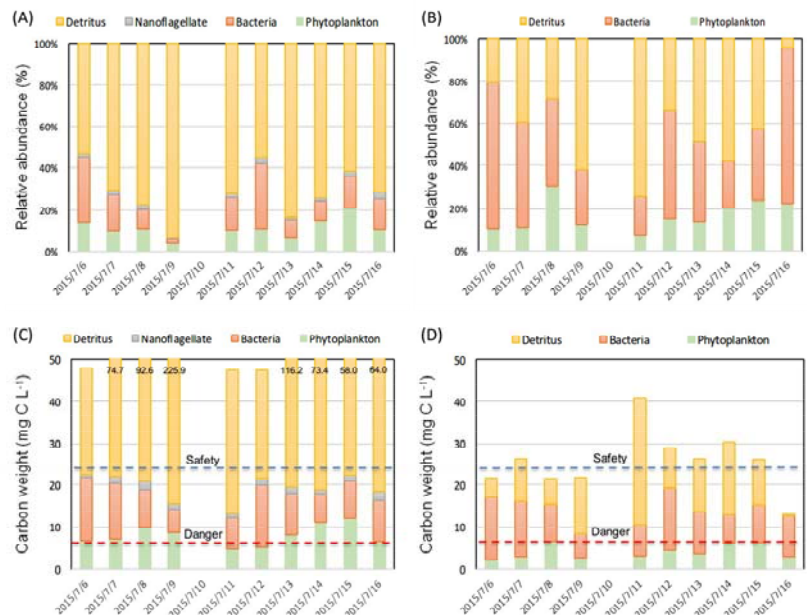 (A)
Detritus Nanoflagellate Bacteria Phytoplankton
Relative abundance (%)
100%
80%
60%
40%
20%
0%
2015/7/6 2015/7/7 2015/7/8 2015/7/9 2015/7/10 2015/7/11 2015/7/12 2015/7/13 2015/7/14 2015/7/15 2015/7/16
(B)
Detritus Bacteria Phytoplankton
Relative abundance (%)
100%
80%
60%
40%
20%
0%
2015/7/6 2015/7/7 2015/7/8 2015/7/9 2015/7/10 2015/7/11 2015/7/12 2015/7/13 2015/7/14 2015/7/15 2015/7/16
(C)
Detritus Nanoflagellate Bacteria Phytoplankton
Carbon weight (mg C L⁻¹)
50
40
30
20
10
0
74.7 92.6 225.9 116.2 73.4 58.0 64.0
Safety
Danger
2015/7/6 2015/7/7 2015/7/8 2015/7/9 2015/7/10 2015/7/11 2015/7/12 2015/7/13 2015/7/14 2015/7/15 2015/7/16
(D)
Detritus Bacteria Phytoplankton
Carbon weight (mg C L⁻¹)
50
40
30
20
10
0
Safety
Danger
2015/7/6 2015/7/7 2015/7/8 2015/7/9 2015/7/10 2015/7/11 2015/7/12 2015/7/13 2015/7/14 2015/7/15 2015/7/16